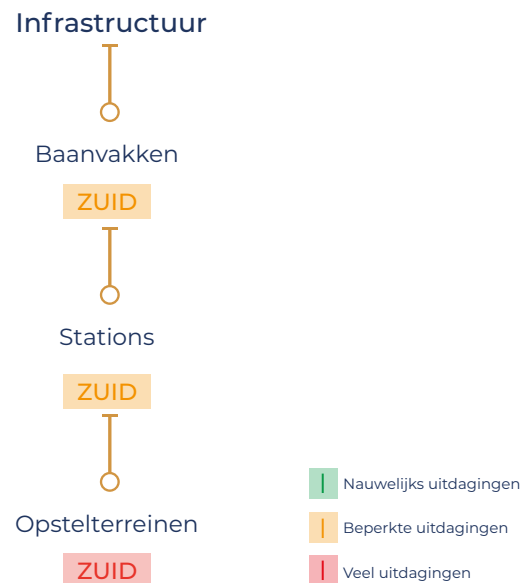 Infrastructuur
Baanvakken
ZUID
Stations
ZUID
Opstelterreinen
ZUID
Nauwelijks uitdagingen
Beperkte uitdagingen
Veel uitdagingen